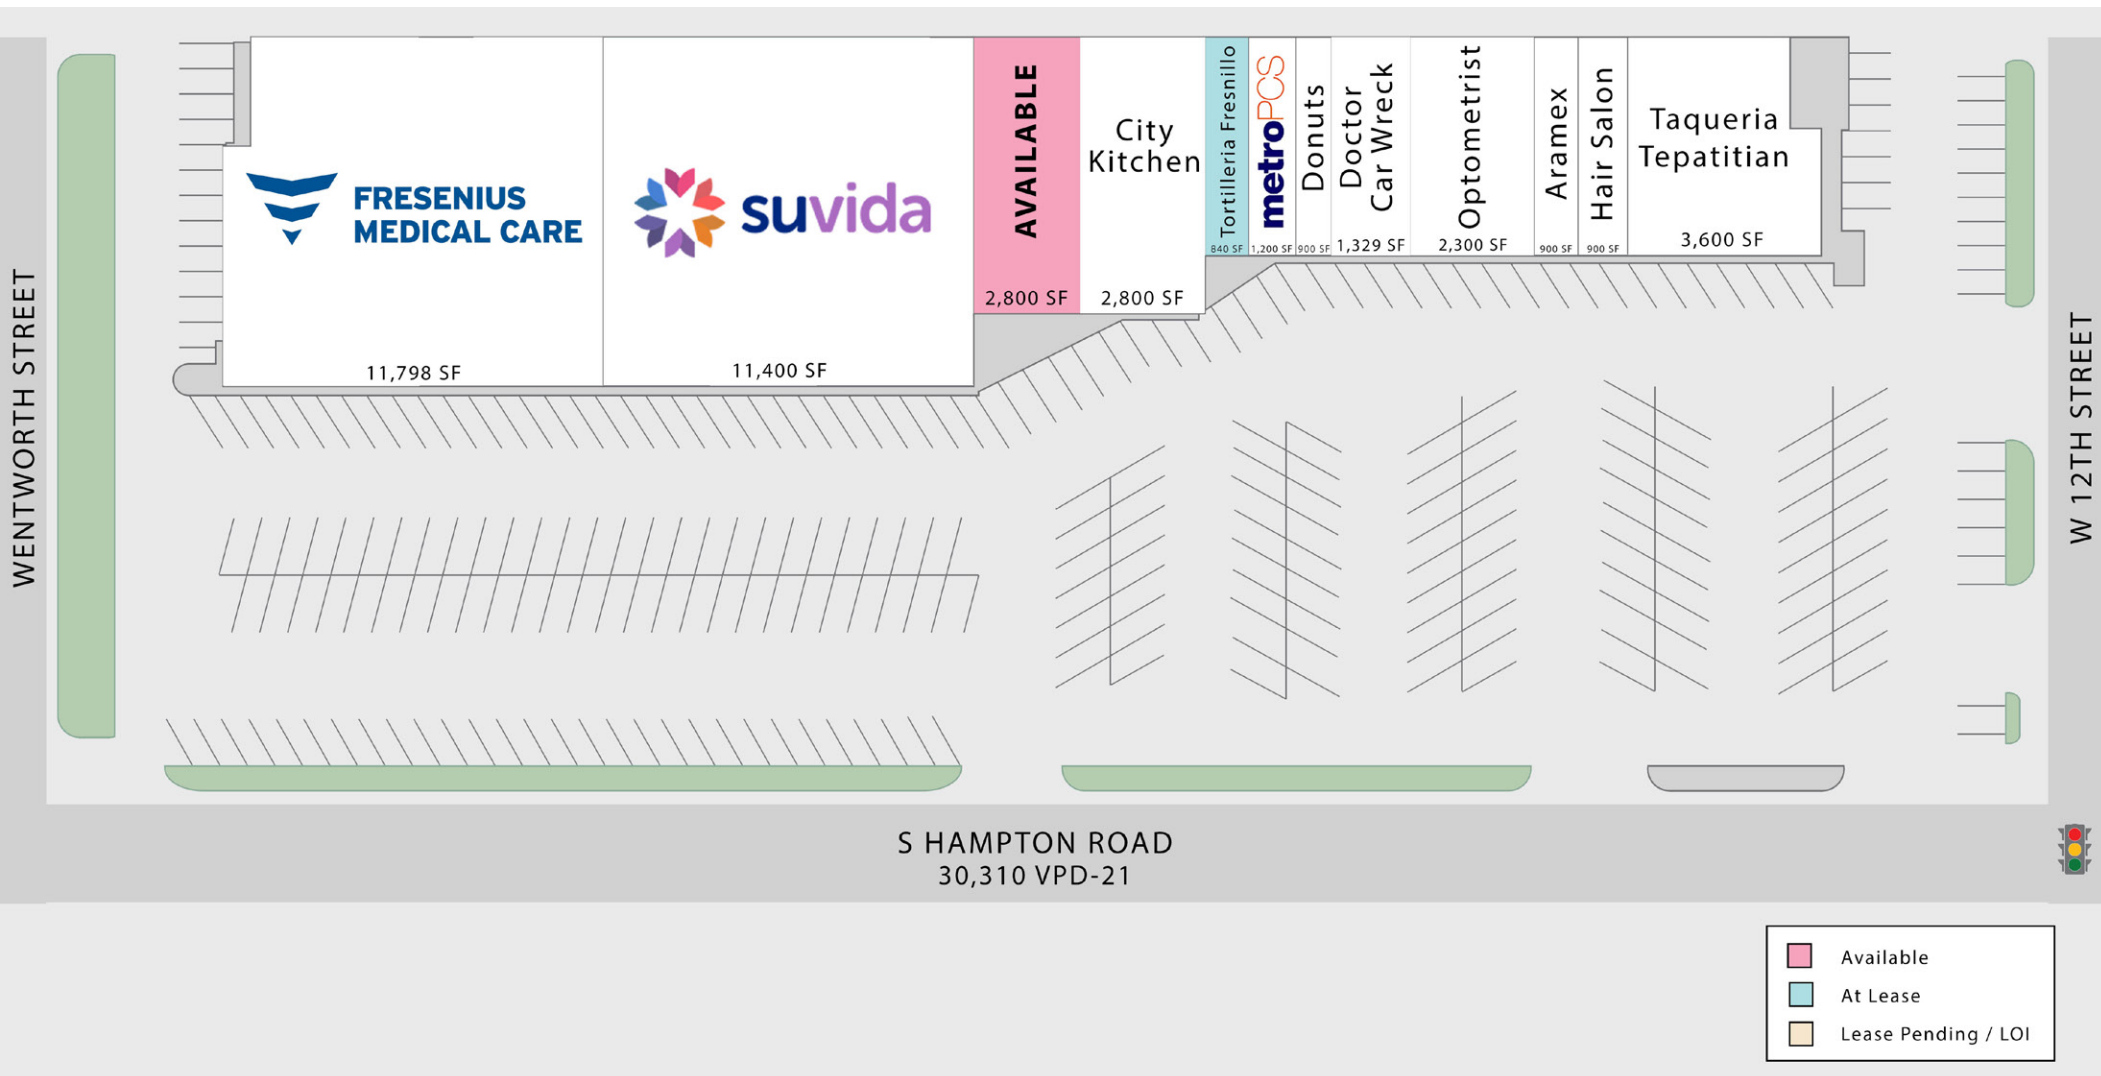 WENTWORTH STREET
FRESENIUS
MEDICAL CARE
11,798 SF
suvida
11,400 SF
AVAILABLE
2,800 SF
City
Kitchen
2,800 SF
Tortilleria Fresnillo
840 SF
metroPCS
1,200 SF
Donuts
900 SF
Doctor
Car Wreck
1,329 SF
Optometrist
2,300 SF
Aramex
900 SF
Hair Salon
900 SF
Taqueria
Tepatitian
3,600 SF
W 12TH STREET
S HAMPTON ROAD
30,310 VPD-21
Available
At Lease
Lease Pending / LOI